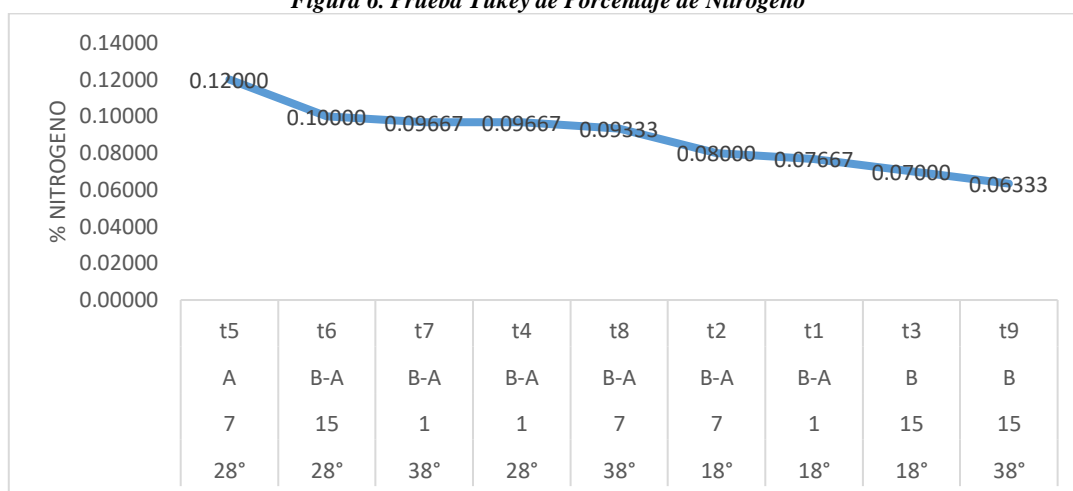 Figura 6. Prueba Tukey de Porcentaje de Nitrógeno
0.14000
0.12000
0.10000
0.08000
0.06000
0.04000
0.02000
0.00000
% NITROGENO
0.12000 0.10000 0.09667 0.09667 0.09333 0.08000 0.07667 0.07000 0.06333
t5 t6 t7 t4 t8 t2 t1 t3 t9
A B-A B-A B-A B-A B-A B-A B B
7 15 1 1 7 7 1 15 15
28° 28° 38° 28° 38° 18° 18° 18° 38°